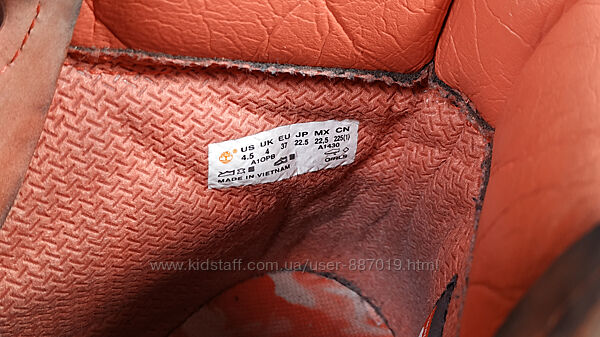 US UK EU JP MX CN
4.5 4 37 22.5 22.5 225(1)
A1OPB A1430
MADE IN VIETNAM
www.kidstaff.com.ua/user-887019.html